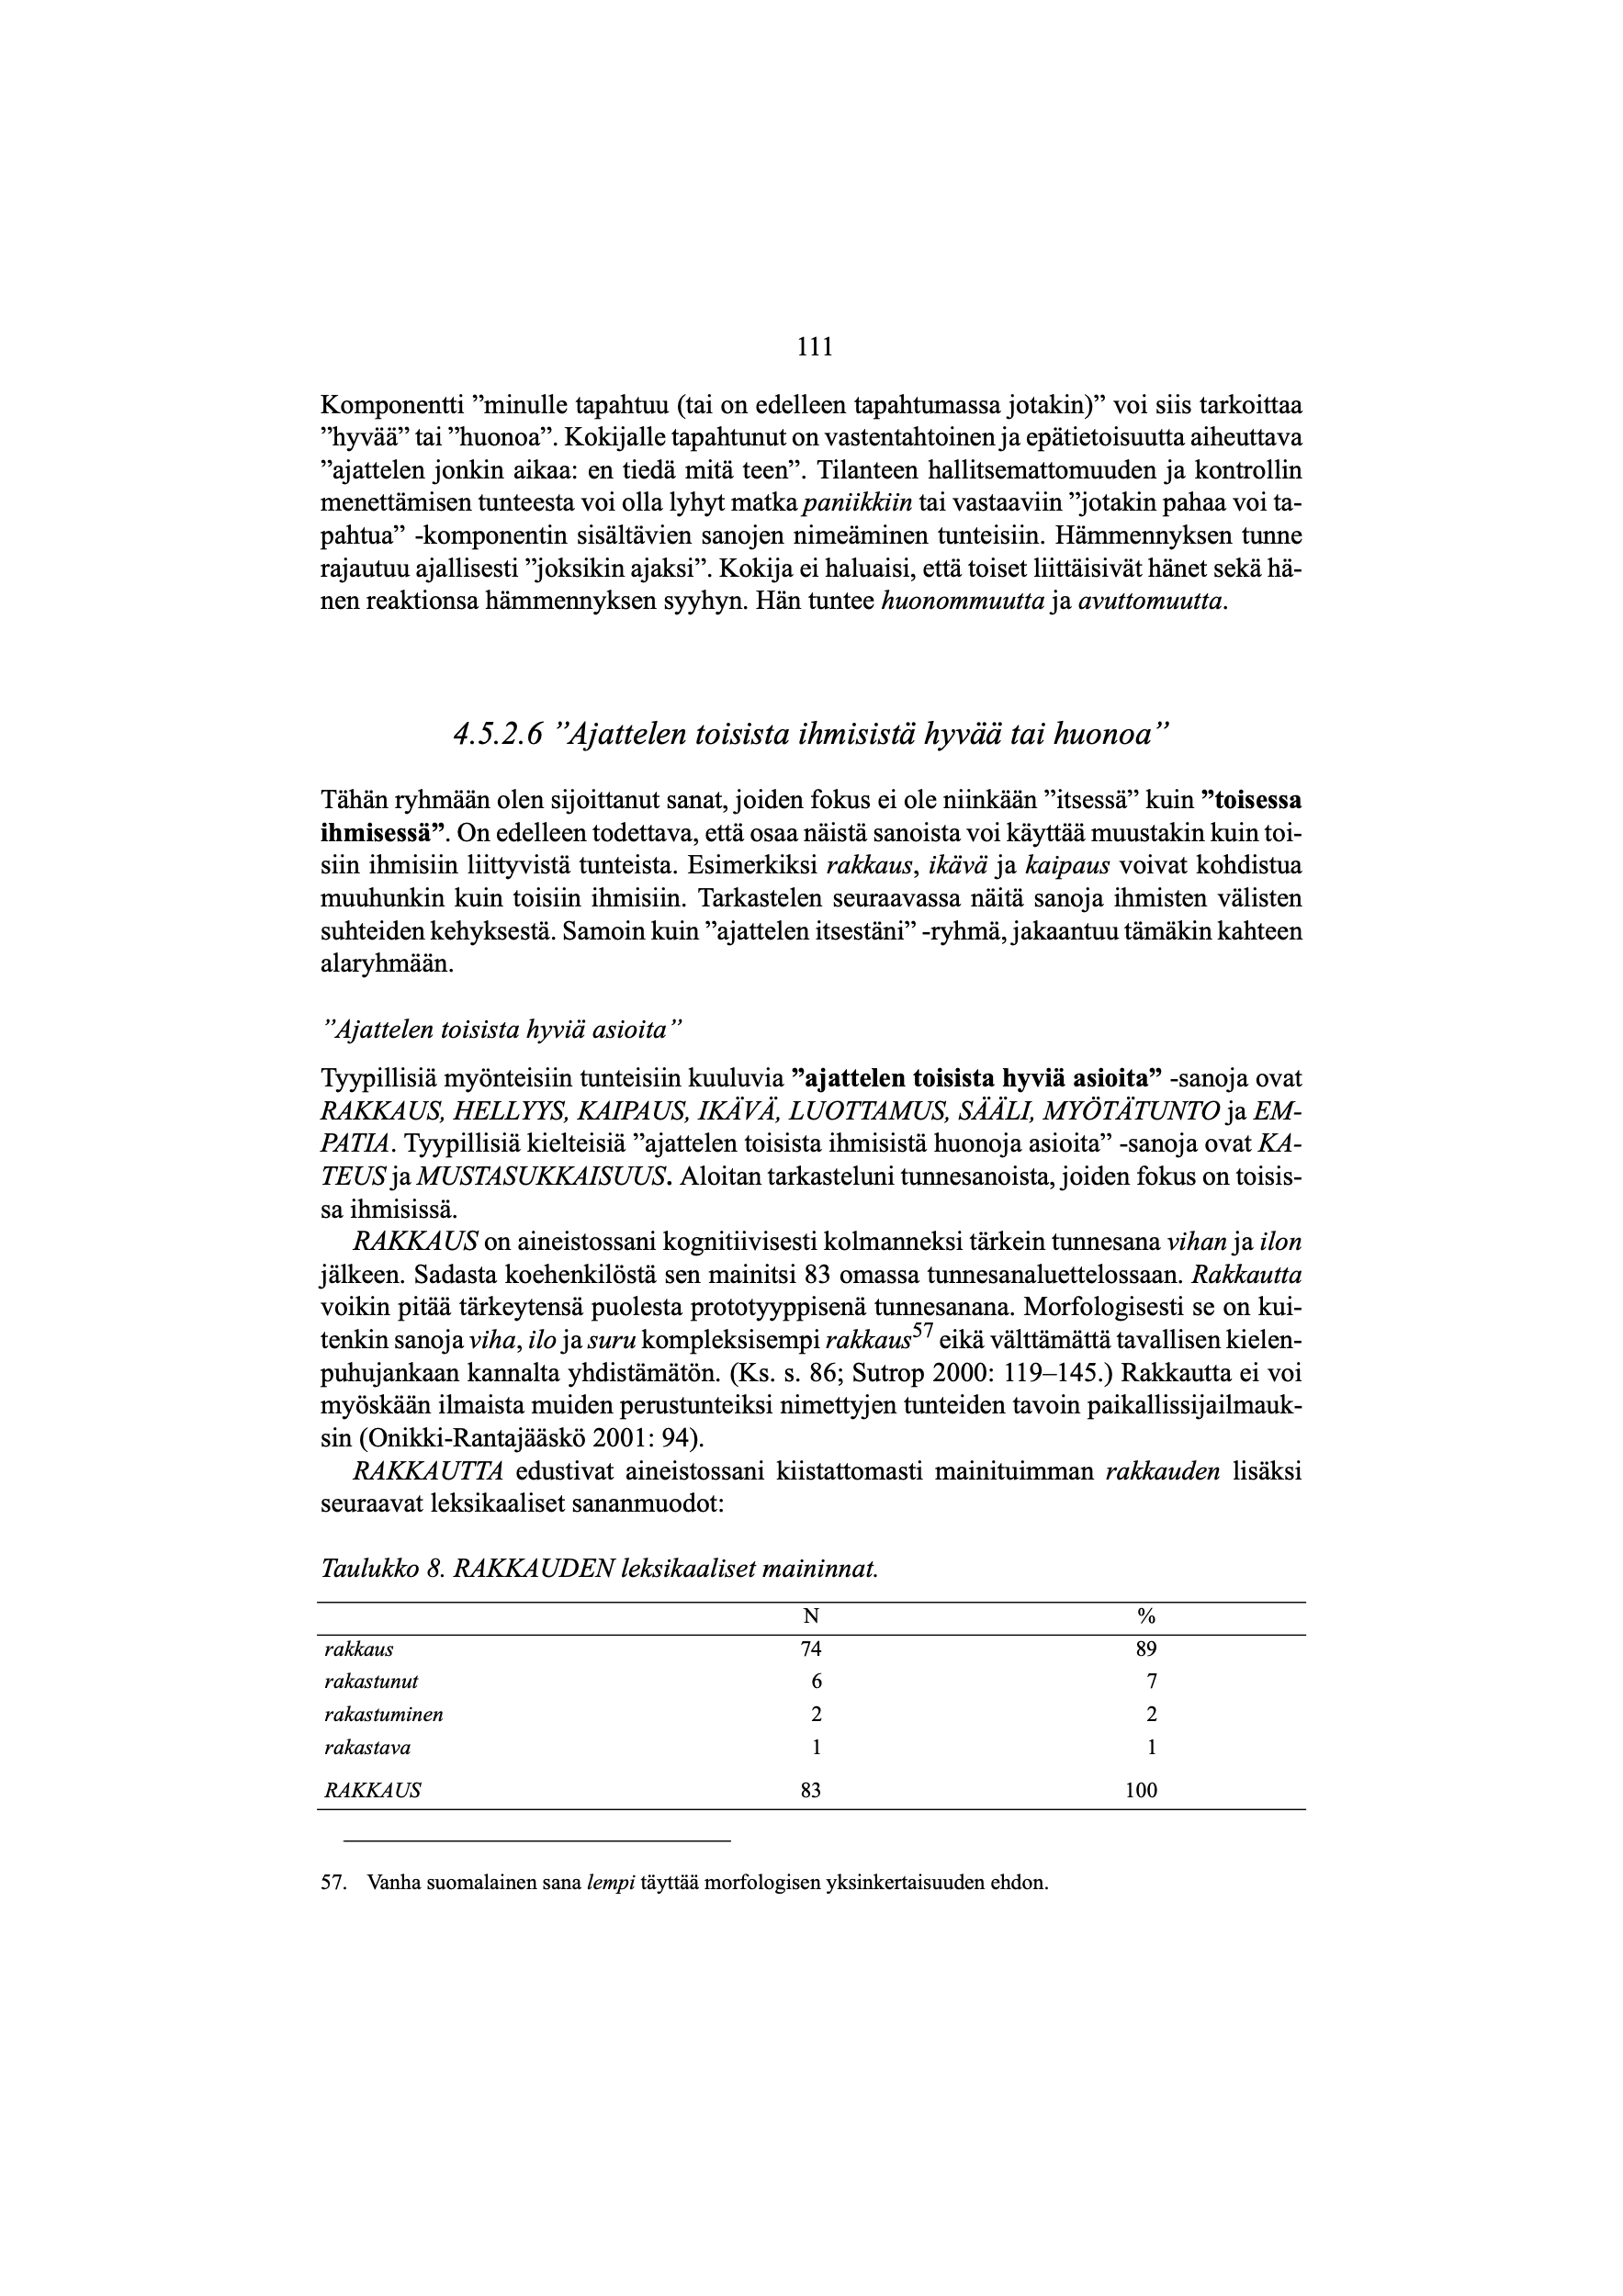 111
Komponentti ”minulle tapahtuu (tai on edelleen tapahtumassa jotakin)” voi siis tarkoittaa
”hyvää” tai ”huonoa”. Kokijalle tapahtunut on vastentahtoinen ja epätietoisuutta aiheuttava
”ajattelen jonkin aikaa: en tiedä mitä teen”. Tilanteen hallitsemattomuuden ja kontrollin
menettämisen tunteesta voi olla lyhyt matka paniikkiin tai vastaaviin ”jotakin pahaa voi ta-
pahtua” -komponentin sisältävien sanojen nimeäminen tunteisiin. Hämmennyksen tunne
rajautuu ajallisesti ”joksikin ajaksi”. Kokija ei haluaisi, että toiset liittäisivät hänet sekä hä-
nen reaktionsa hämmennyksen syyhyn. Hän tuntee huonommuutta ja avuttomuutta.
4.5.2.6 ”Ajattelen toisista ihmisistä hyvää tai huonoa”
Tähän ryhmään olen sijoittanut sanat, joiden fokus ei ole niinkään ”itsessä” kuin ”toisessa
ihmisessä”. On edelleen todettava, että osaa näistä sanoista voi käyttää muustakin kuin toi-
siin ihmisiin liittyvistä tunteista. Esimerkiksi rakkaus, ikävä ja kaipaus voivat kohdistua
muuhunkin kuin toisiin ihmisiin. Tarkastelen seuraavassa näitä sanoja ihmisten välisten
suhteiden kehyksestä. Samoin kuin ”ajattelen itsestäni” -ryhmä, jakaantuu tämäkin kahteen
alaryhmään.
”Ajattelen toisista hyviä asioita”
Tyypillisiä myönteisiin tunteisiin kuuluvia ”ajattelen toisista hyviä asioita” -sanoja ovat
RAKKAUS, HELLYYS, KAIPAUS, IKÄVÄ, LUOTTAMUS, SÄÄLI, MYÖTÄTUNTO ja EM-
PATIA. Tyypillisiä kielteisiä ”ajattelen toisista ihmisistä huonoja asioita” -sanoja ovat KA-
TEUS ja MUSTASUKKAISUUS. Aloitan tarkasteluni tunnesanoista, joiden fokus on toisis-
sa ihmisissä.
RAKKAUS on aineistossani kognitiivisesti kolmanneksi tärkein tunnesana vihan ja ilon
jälkeen. Sadasta koehenkilöstä sen mainitsi 83 omassa tunnesanaluettelossaan. Rakkautta
voikin pitää tärkeytensä puolesta prototyyppisenä tunnesanana. Morfologisesti se on kui-
tenkin sanoja viha, ilo ja suru kompleksisempi rakkaus57 eikä välttämättä tavallisen kielen-
puhujankaan kannalta yhdistämätön. (Ks. s. 86; Sutrop 2000: 119–145.) Rakkautta ei voi
myöskään ilmaista muiden perustunteiksi nimettyjen tunteiden tavoin paikallissijailmauk-
sin (Onikki-Rantajääskö 2001: 94).
RAKKAUTTA edustivat aineistossani kiistattomasti mainituimman rakkauden lisäksi
seuraavat leksikaaliset sananmuodot:
Taulukko 8. RAKKAUDEN leksikaaliset maininnat.
N %
rakkaus 74 89
rakastunut 6 7
rakastuminen 2 2
rakastava 1 1
RAKKAUS 83 100
57. Vanha suomalainen sana lempi täyttää morfologisen yksinkertaisuuden ehdon.